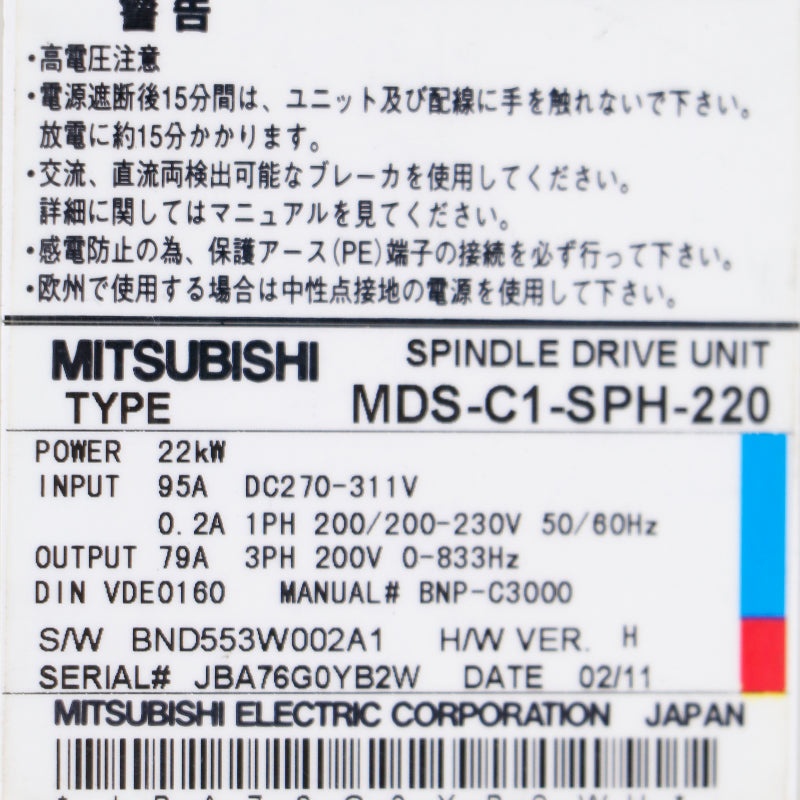 警告
・高電圧注意
・電源遮断後15分間は、ユニット及び配線に手を触れないで下さい。
放電に約15分かかります。
・交流、直流両検出可能なブレーカを使用してください。
詳細に関してはマニュアルを見てください。
・感電防止の為、保護アース(PE)端子の接続を必ず行って下さい。
・欧州で使用する場合は中性点接地の電源を使用して下さい。
MITSUBISHI SPINDLE DRIVE UNIT
TYPE MDS-C1-SPH-220
POWER 22kW
INPUT 95A DC270-311V
0.2A 1PH 200/200-230V 50/60Hz
OUTPUT 79A 3PH 200V 0-833Hz
DIN VDE0160 MANUAL# BNP-C3000
S/W BND553W002A1 H/W VER. H
SERIAL# JBA76G0YB2W DATE 02/11
MITSUBISHI ELECTRIC CORPORATION JAPAN